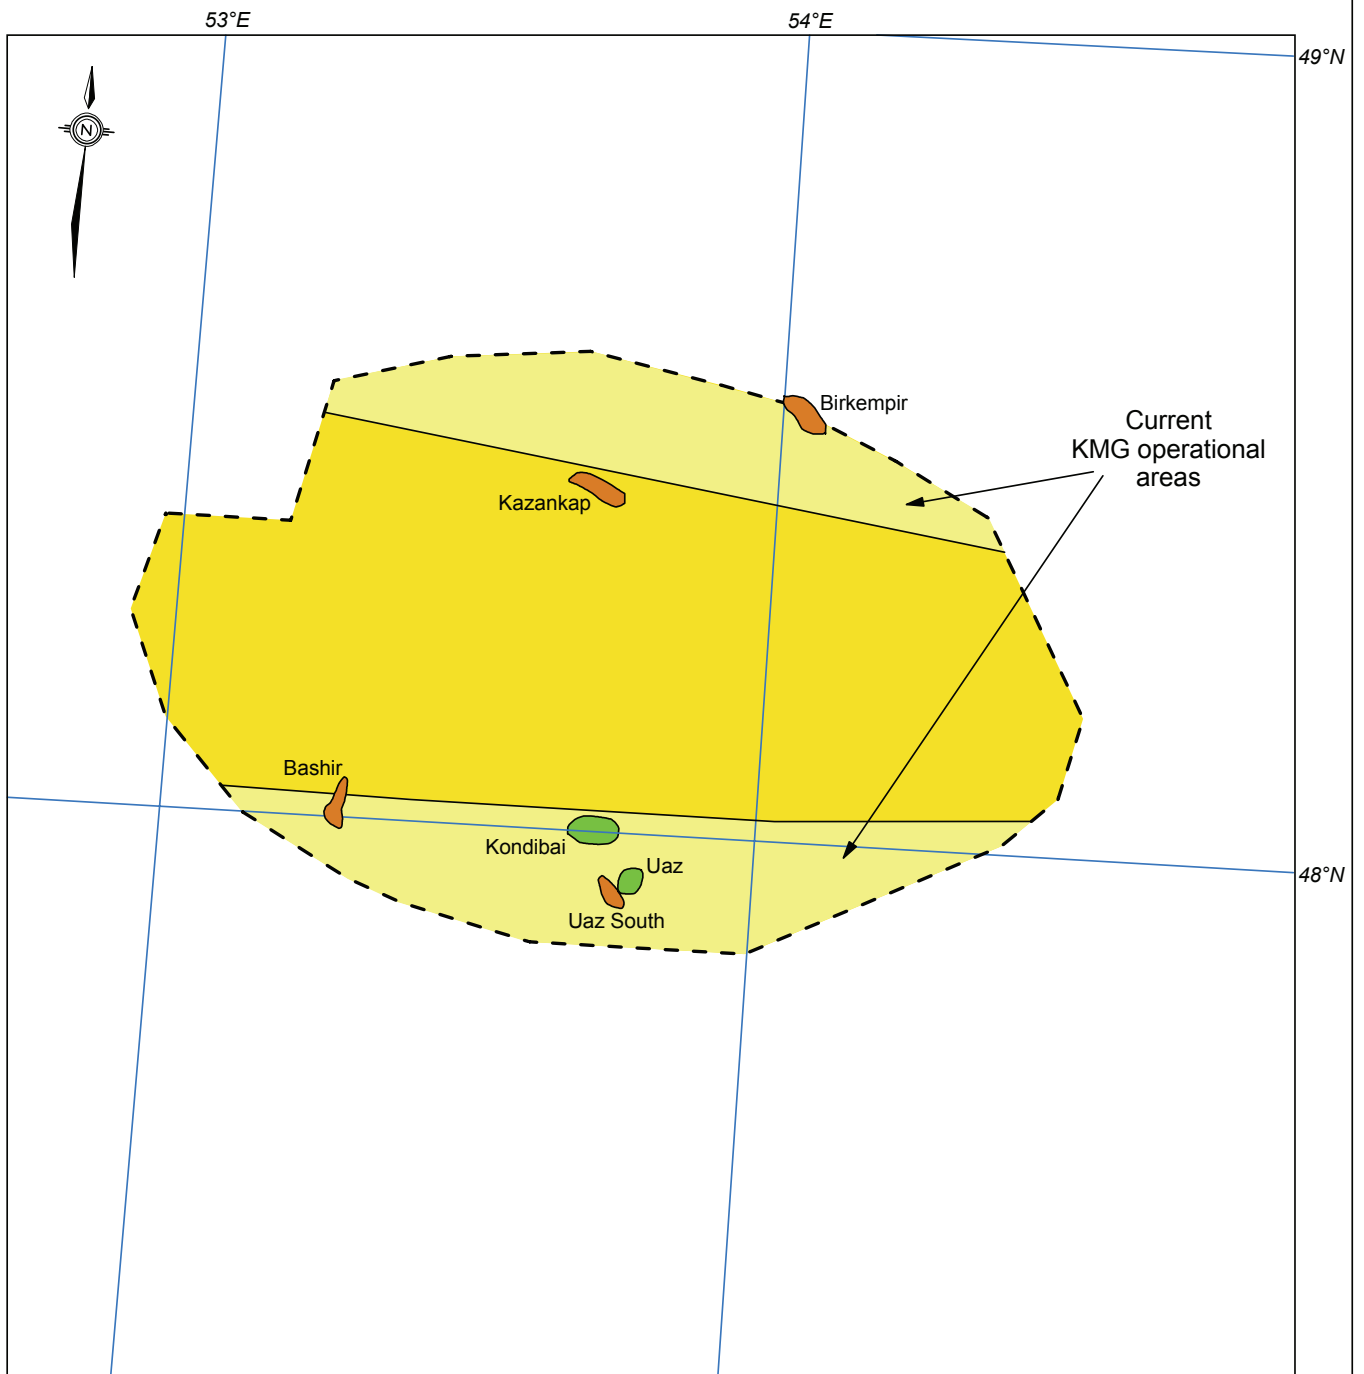 53°E
54°E
49°N
N
Birkempir
Current
KMG operational
areas
Kazankap
Bashir
Kondibai
Uaz
48°N
Uaz South